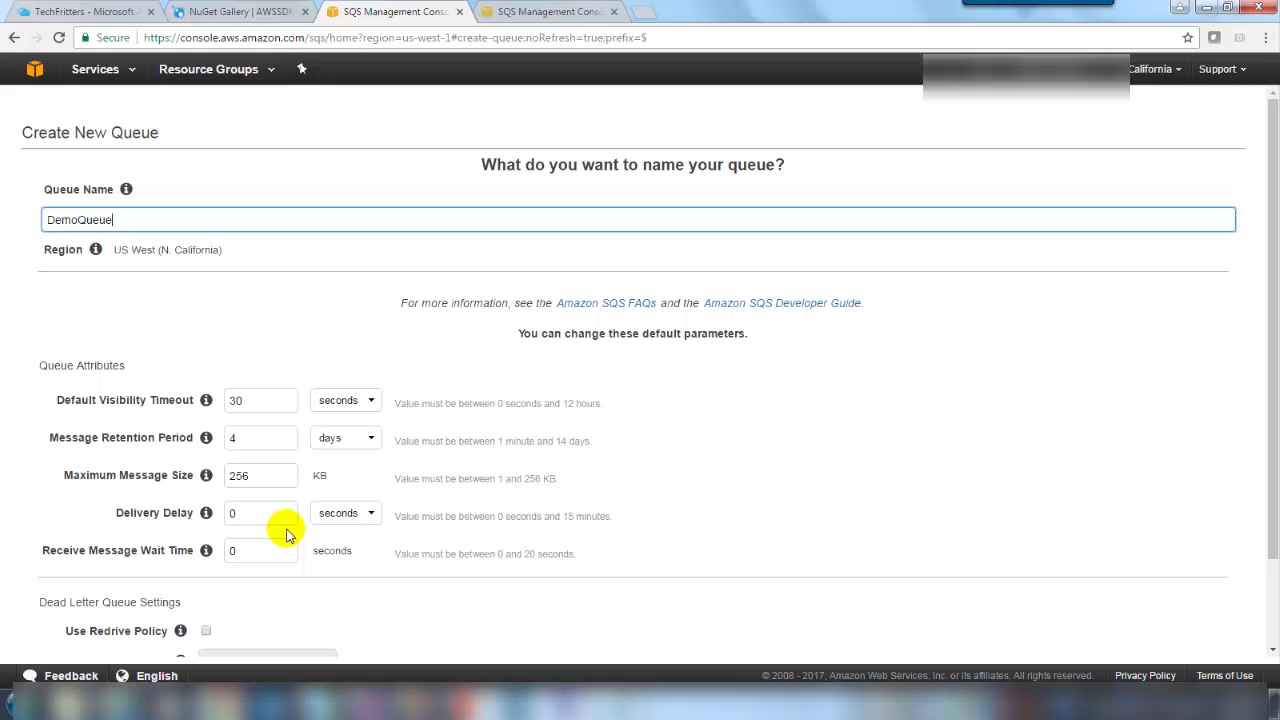 TechFritters - Microsoft A
NuGet Gallery | AWSSDK
SQS Management Conso
SQS Management Conso
Secure
https://console.aws.amazon.com/sqs/home?region=us-west-1#create-queue:noRefresh=true;prefix=$
Services
Resource Groups
California
Support
Create New Queue
What do you want to name your queue?
Queue Name
DemoQueue
Region US West (N. California)
For more information, see the Amazon SQS FAQs and the Amazon SQS Developer Guide.
You can change these default parameters.
Queue Attributes
Default Visibility Timeout 30 seconds Value must be between 0 seconds and 12 hours.
Message Retention Period 4 days Value must be between 1 minute and 14 days.
Maximum Message Size 256 KB Value must be between 1 and 256 KB.
Delivery Delay 0 seconds Value must be between 0 seconds and 15 minutes.
Receive Message Wait Time 0 seconds Value must be between 0 and 20 seconds.
Dead Letter Queue Settings
Use Redrive Policy
Feedback English © 2008 - 2017, Amazon Web Services, Inc. or its affiliates. All rights reserved. Privacy Policy Terms of Use